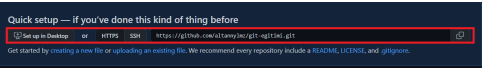 Quick setup — if you've done this kind of thing before
Set up in Desktop or HTTPS SSH https://github.com/altannylmz/git-egitimi.git
Get started by creating a new file or uploading an existing file. We recommend every repository include a README, LICENSE, and .gitignore.